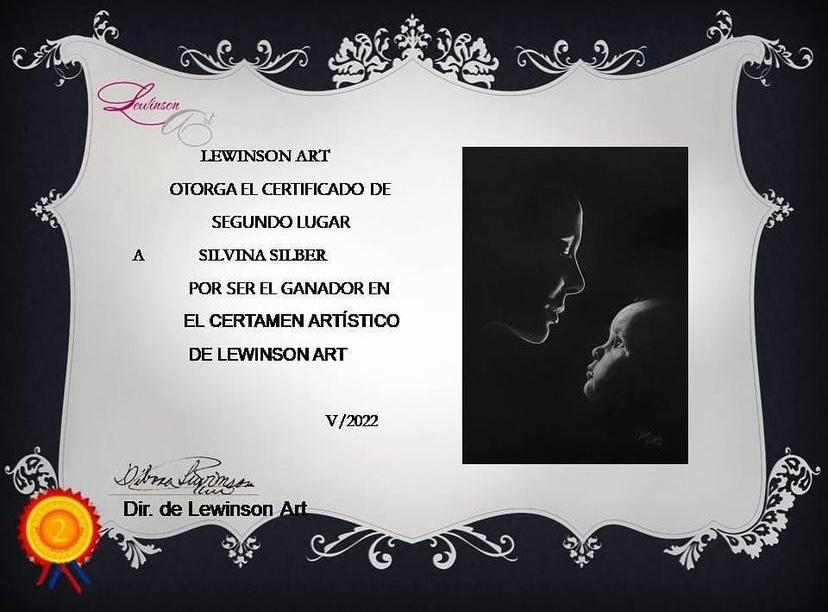 Lewinson
Art
LEWINSON ART
OTORGA EL CERTIFICADO DE
SEGUNDO LUGAR
A SILVINA SILBER
POR SER EL GANADOR EN
EL CERTAMEN ARTÍSTICO
DE LEWINSON ART
V/2022
Dir. de Lewinson Art
2